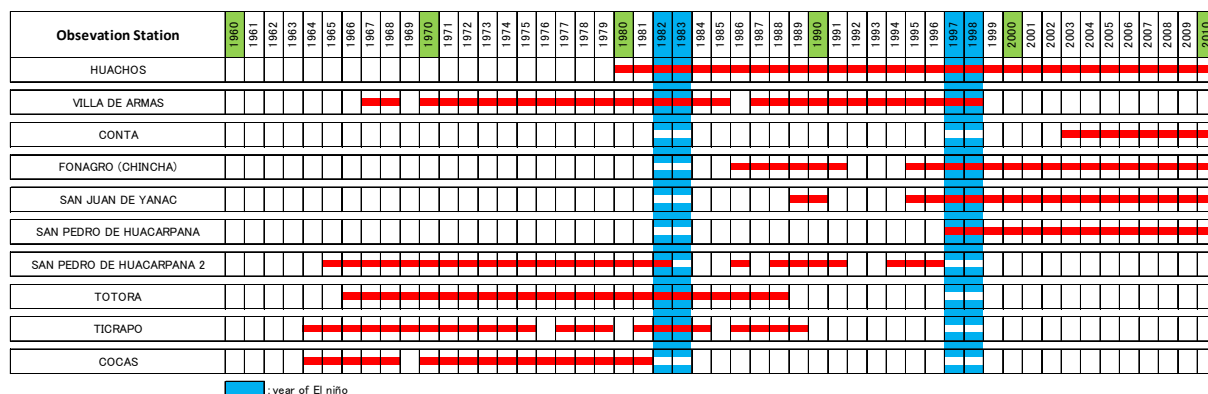 Obsevation Station 1960 1961 1962 1963 1964 1965 1966 1967 1968 1969 1970 1971 1972 1973 1974 1975 1976 1977 1978 1979 1980 1981 1982 1983 1984 1985 1986 1987 1988 1989 1990 1991 1992 1993 1994 1995 1996 1997 1998 1999 2000 2001 2002 2003 2004 2005 2006 2007 2008 2009 2010
HUACHOS
VILLA DE ARMAS
CONTA
FONAGRO (CHINCHA)
SAN JUAN DE YANAC
SAN PEDRO DE HUACARPANA
SAN PEDRO DE HUACARPANA 2
TOTORA
TICRAPO
COCAS
: year of El niño